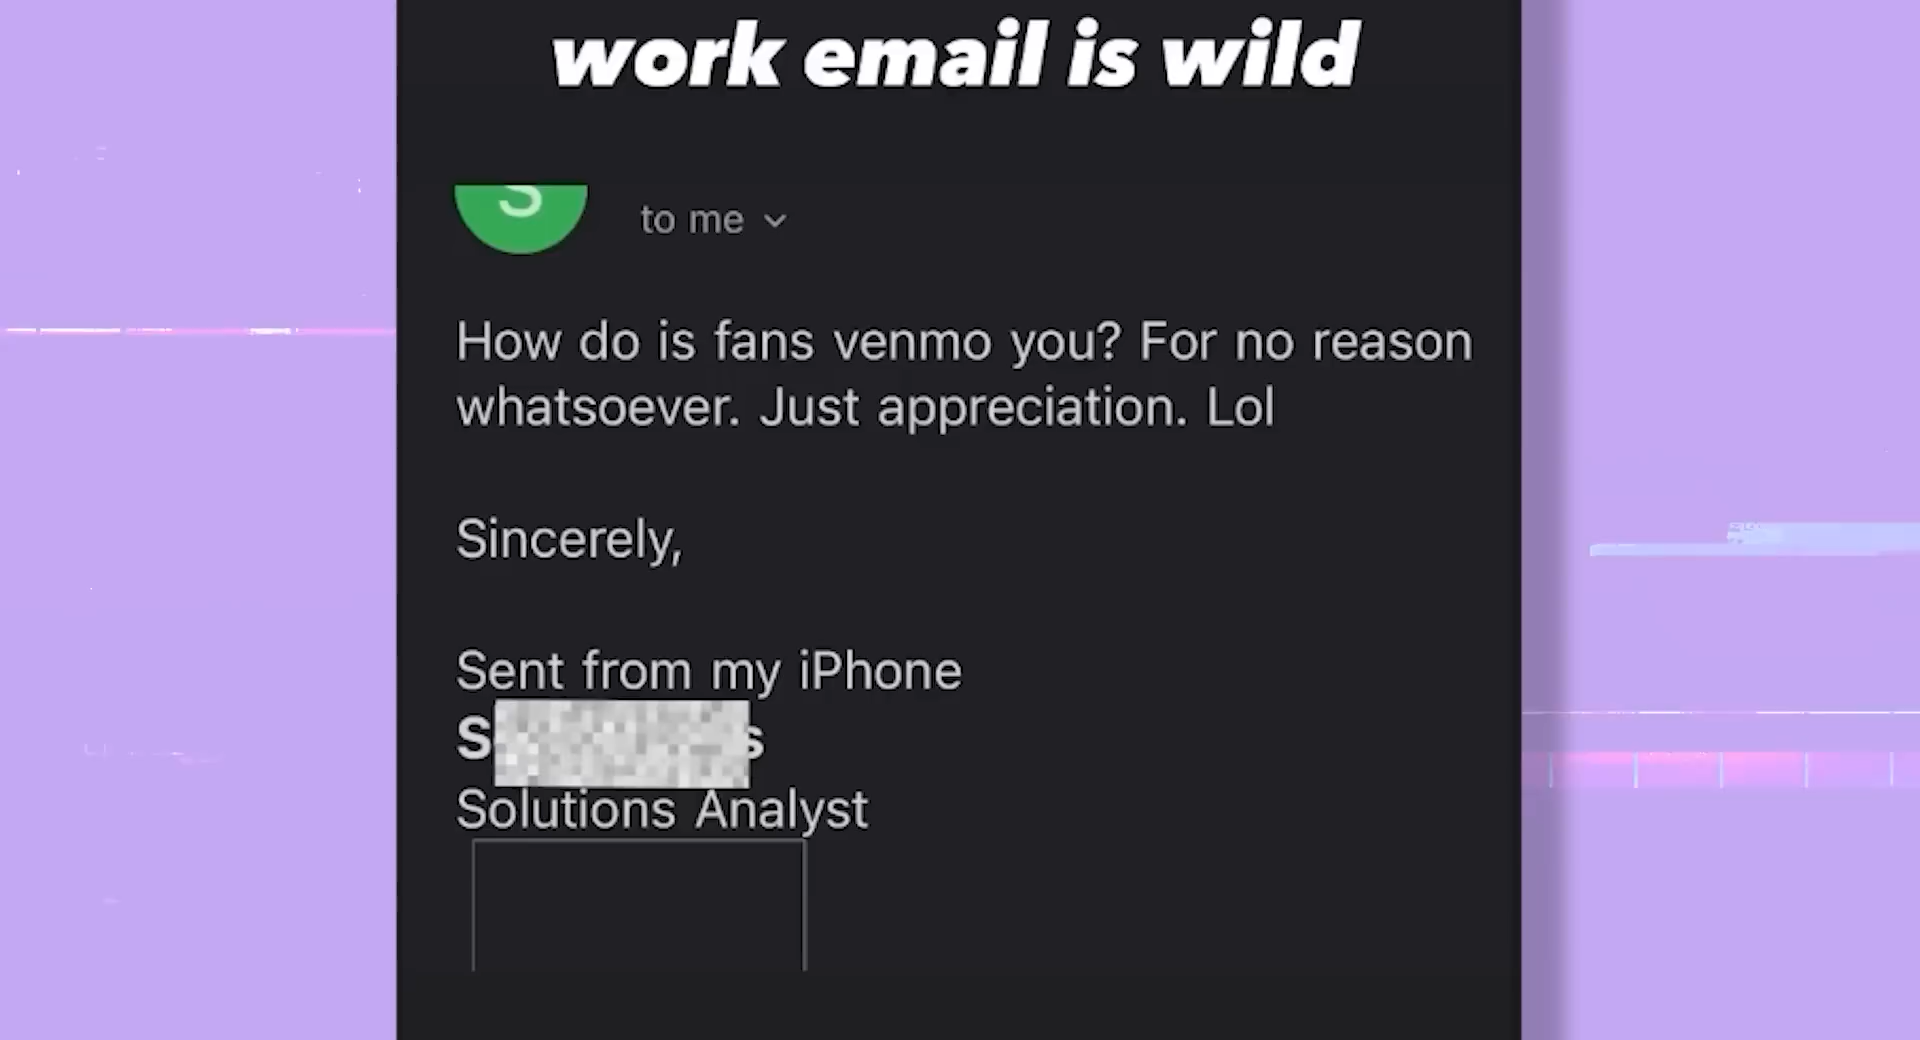 work email is wild
S
to me
How do is fans venmo you? For no reason
whatsoever. Just appreciation. Lol
Sincerely,
Sent from my iPhone
S s
Solutions Analyst